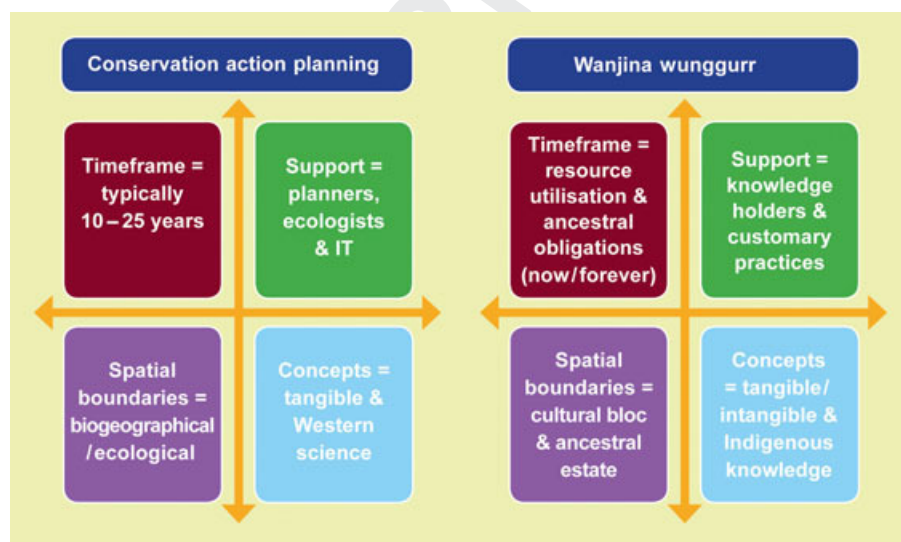 Conservation action planning
Timeframe =
typically
10 – 25 years
Support =
planners,
ecologists
& IT
Spatial
boundaries =
biogeographical
/ecological
Concepts =
tangible &
Western
science
Wanjina wunggurr
Timeframe =
resource
utilisation &
ancestral
obligations
(now/forever)
Support =
knowledge
holders &
customary
practices
Spatial
boundaries =
cultural bloc
& ancestral
estate
Concepts
= tangible/
intangible &
Indigenous
knowledge